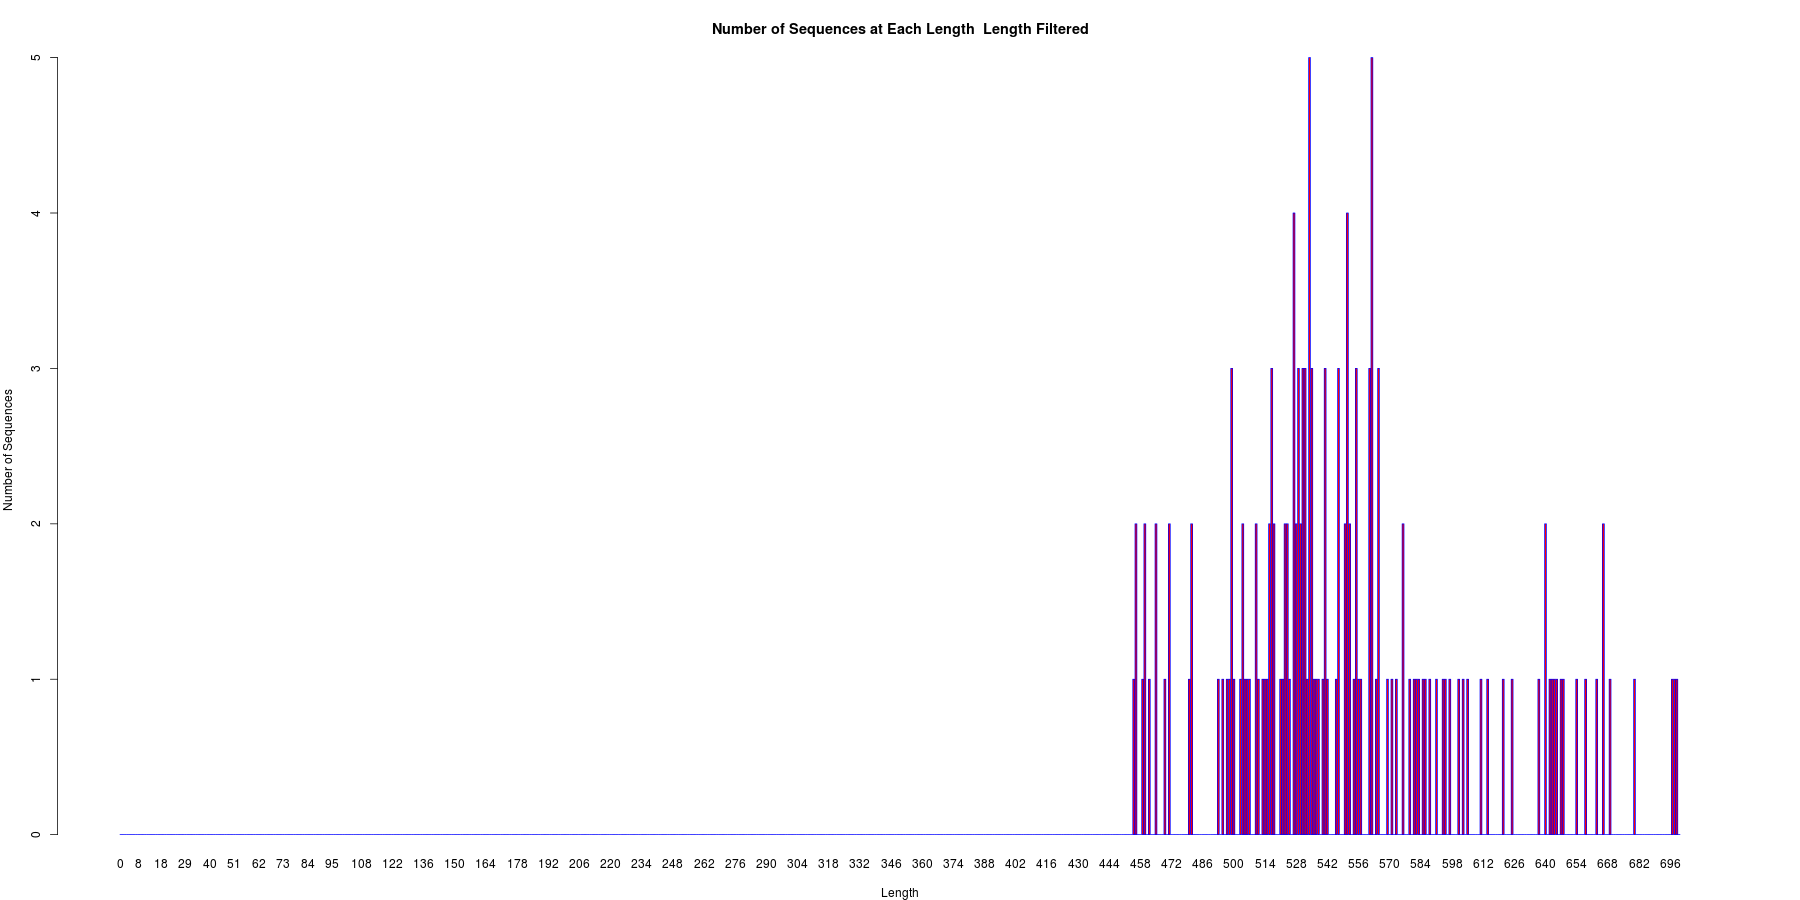 Number of Sequences at Each Length  Length Filtered
Number of Sequences
5
4
3
2
1
0
0 8 18 29 40 51 62 73 84 95 108 122 136 150 164 178 192 206 220 234 248 262 276 290 304 318 332 346 360 374 388 402 416 430 444 458 472 486 500 514 528 542 556 570 584 598 612 626 640 654 668 682 696
Length